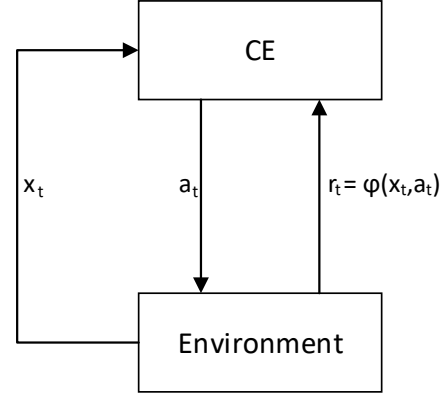 CE
x_t
a_t
r_t = φ(x_t,a_t)
Environment